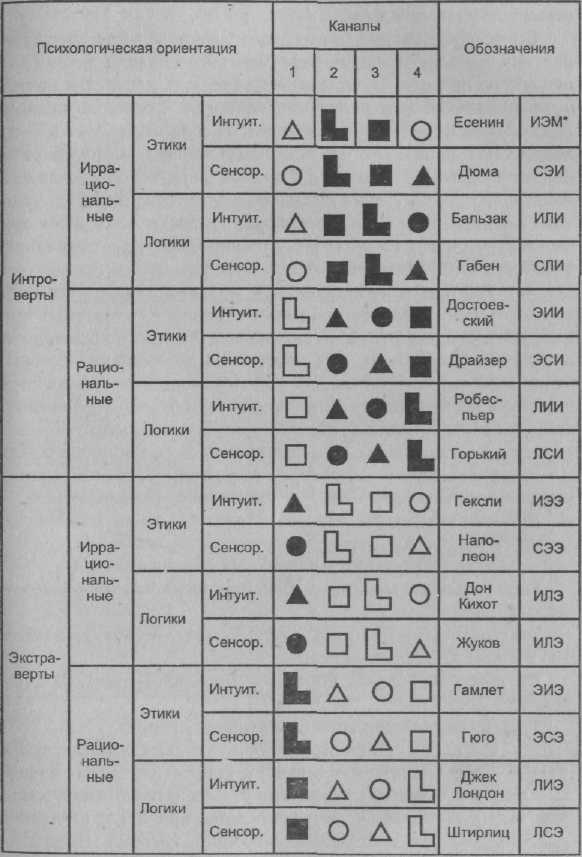 Психологическая ориентация Каналы Обозначения
1 2 3 4
Интро-
верты
Ирра-
цио-
нальные
Этики
Интуит. Есенин ИЭМ*
Сенсор. Дюма СЭИ
Логики
Интуит. Бальзак ИЛИ
Сенсор. Габен СЛИ
Рацио-
наль-
ные
Этики
Интуит. Достоев-
ский ЭИИ
Сенсор. Драйзер ЭСИ
Логики
Интуит. Робес-
пьер ЛИИ
Сенсор. Горький ЛСИ
Экстра-
верты
Ирра-
цио-
нальные
Этики
Интуит. Гексли ИЭЭ
Сенсор. Напо-
леон СЭЭ
Логики
Интуит. Дон
Кихот ИЛЭ
Сенсор. Жуков ИЛЭ
Рацио-
наль-
ные
Этики
Интуит. Гамлет ЭИЭ
Сенсор. Гюго ЭСЭ
Логики
Интуит. Джек
Лондон ЛИЭ
Сенсор. Штирлиц ЛСЭ